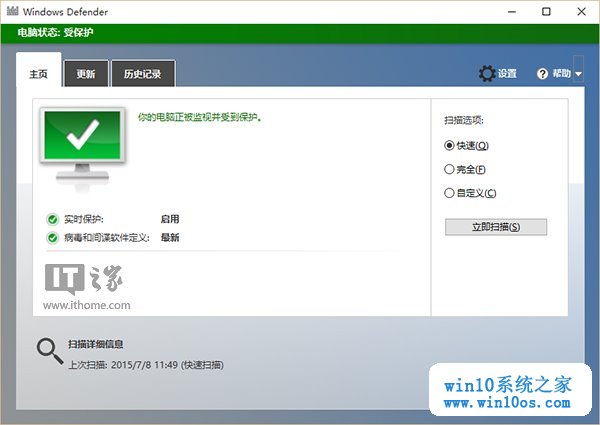 Windows Defender
电脑状态: 受保护
主页 更新 历史记录 设置 帮助
你的电脑正被监视并受到保护。
实时保护: 启用
病毒和间谍软件定义: 最新
扫描选项:
快速(Q)
完全(F)
自定义(C)
立即扫描(S)
IT之家
www.ithome.com
扫描详细信息
上次扫描: 2015/7/8 11:49 (快速扫描)
win10系统之家
www.win10os.com